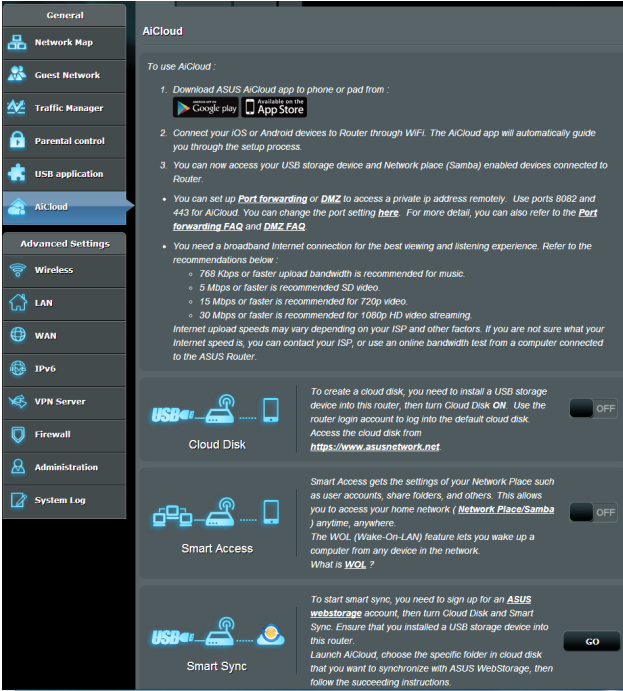 General
Network Map
Guest Network
Traffic Manager
Parental control
USB application
AiCloud
Advanced Settings
Wireless
LAN
WAN
IPv6
VPN Server
Firewall
Administration
System Log
AiCloud
To use AiCloud :
1. Download ASUS AiCloud app to phone or pad from :
ANDROID APP ON
Google play
Available on the
App Store
2. Connect your iOS or Android devices to Router through WiFi. The AiCloud app will automatically guide
you through the setup process.
3. You can now access your USB storage device and Network place (Samba) enabled devices connected to
Router.
• You can set up Port forwarding or DMZ to access a private ip address remotely. Use ports 8082 and
443 for AiCloud. You can change the port setting here. For more detail, you can also refer to the Port
forwarding FAQ and DMZ FAQ.
• You need a broadband Internet connection for the best viewing and listening experience. Refer to the
recommendations below :
◦ 768 Kbps or faster upload bandwidth is recommended for music.
◦ 5 Mbps or faster is recommended SD video.
◦ 15 Mbps or faster is recommended for 720p video.
◦ 30 Mbps or faster is recommended for 1080p HD video streaming.
Internet upload speeds may vary depending on your ISP and other factors. If you are not sure what your
Internet speed is, you can contact your ISP, or use an online bandwidth test from a computer connected
to the ASUS Router.
USB
Cloud Disk
To create a cloud disk, you need to install a USB storage
device into this router, then turn Cloud Disk ON. Use the
router login account to log into the default cloud disk.
Access the cloud disk from
https://www.asusnetwork.net.
OFF
Smart Access
Smart Access gets the settings of your Network Place such
as user accounts, share folders, and others. This allows
you to access your home network ( Network Place/Samba
) anytime, anywhere.
The WOL (Wake-On-LAN) feature lets you wake up a
computer from any device in the network.
What is WOL ?
OFF
USB
Smart Sync
To start smart sync, you need to sign up for an ASUS
webstorage account, then turn Cloud Disk and Smart
Sync. Ensure that you installed a USB storage device into
this router.
Launch AiCloud, choose the specific folder in cloud disk
that you want to synchronize with ASUS WebStorage, then
follow the succeeding instructions.
GO